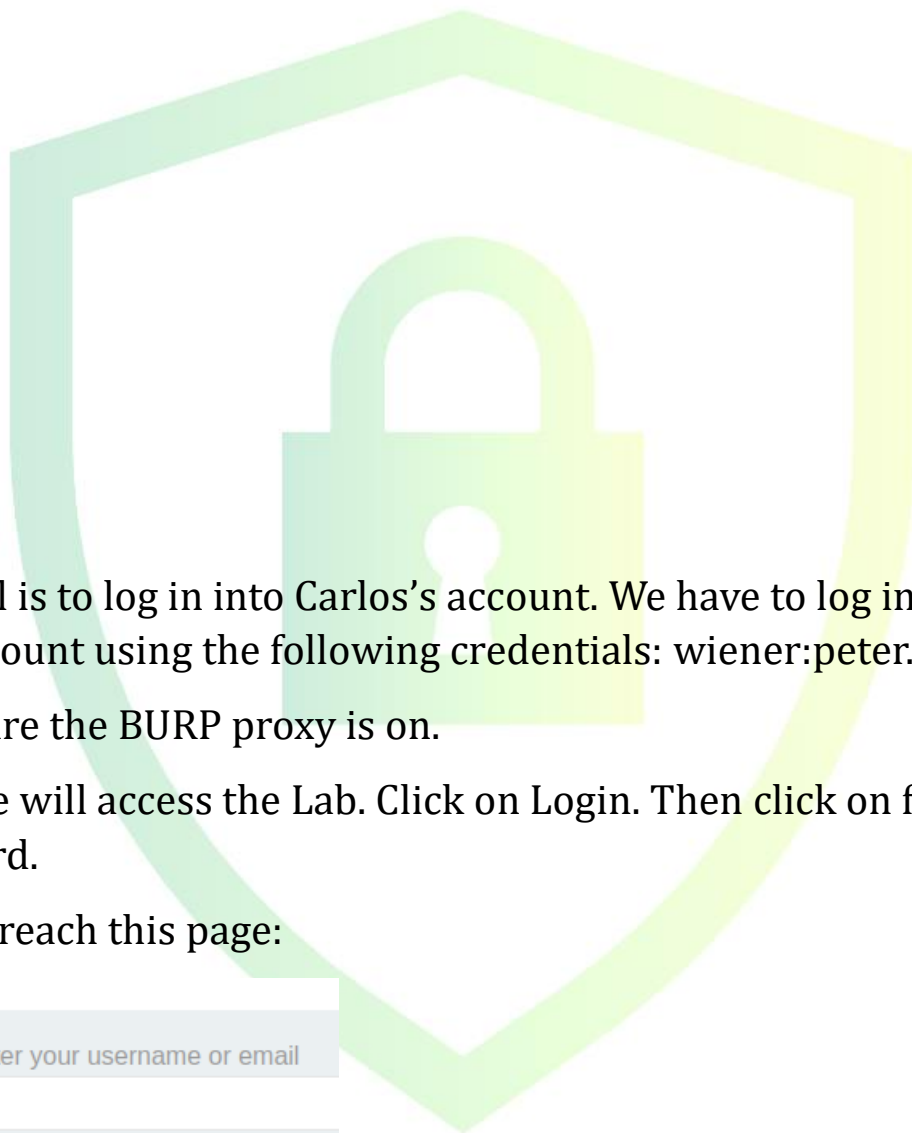 is to log in into Carlos's account. We have to log in
ount using the following credentials: wiener:peter.
re the BURP proxy is on.
will access the Lab. Click on Login. Then click on
reach this page:
your username or email